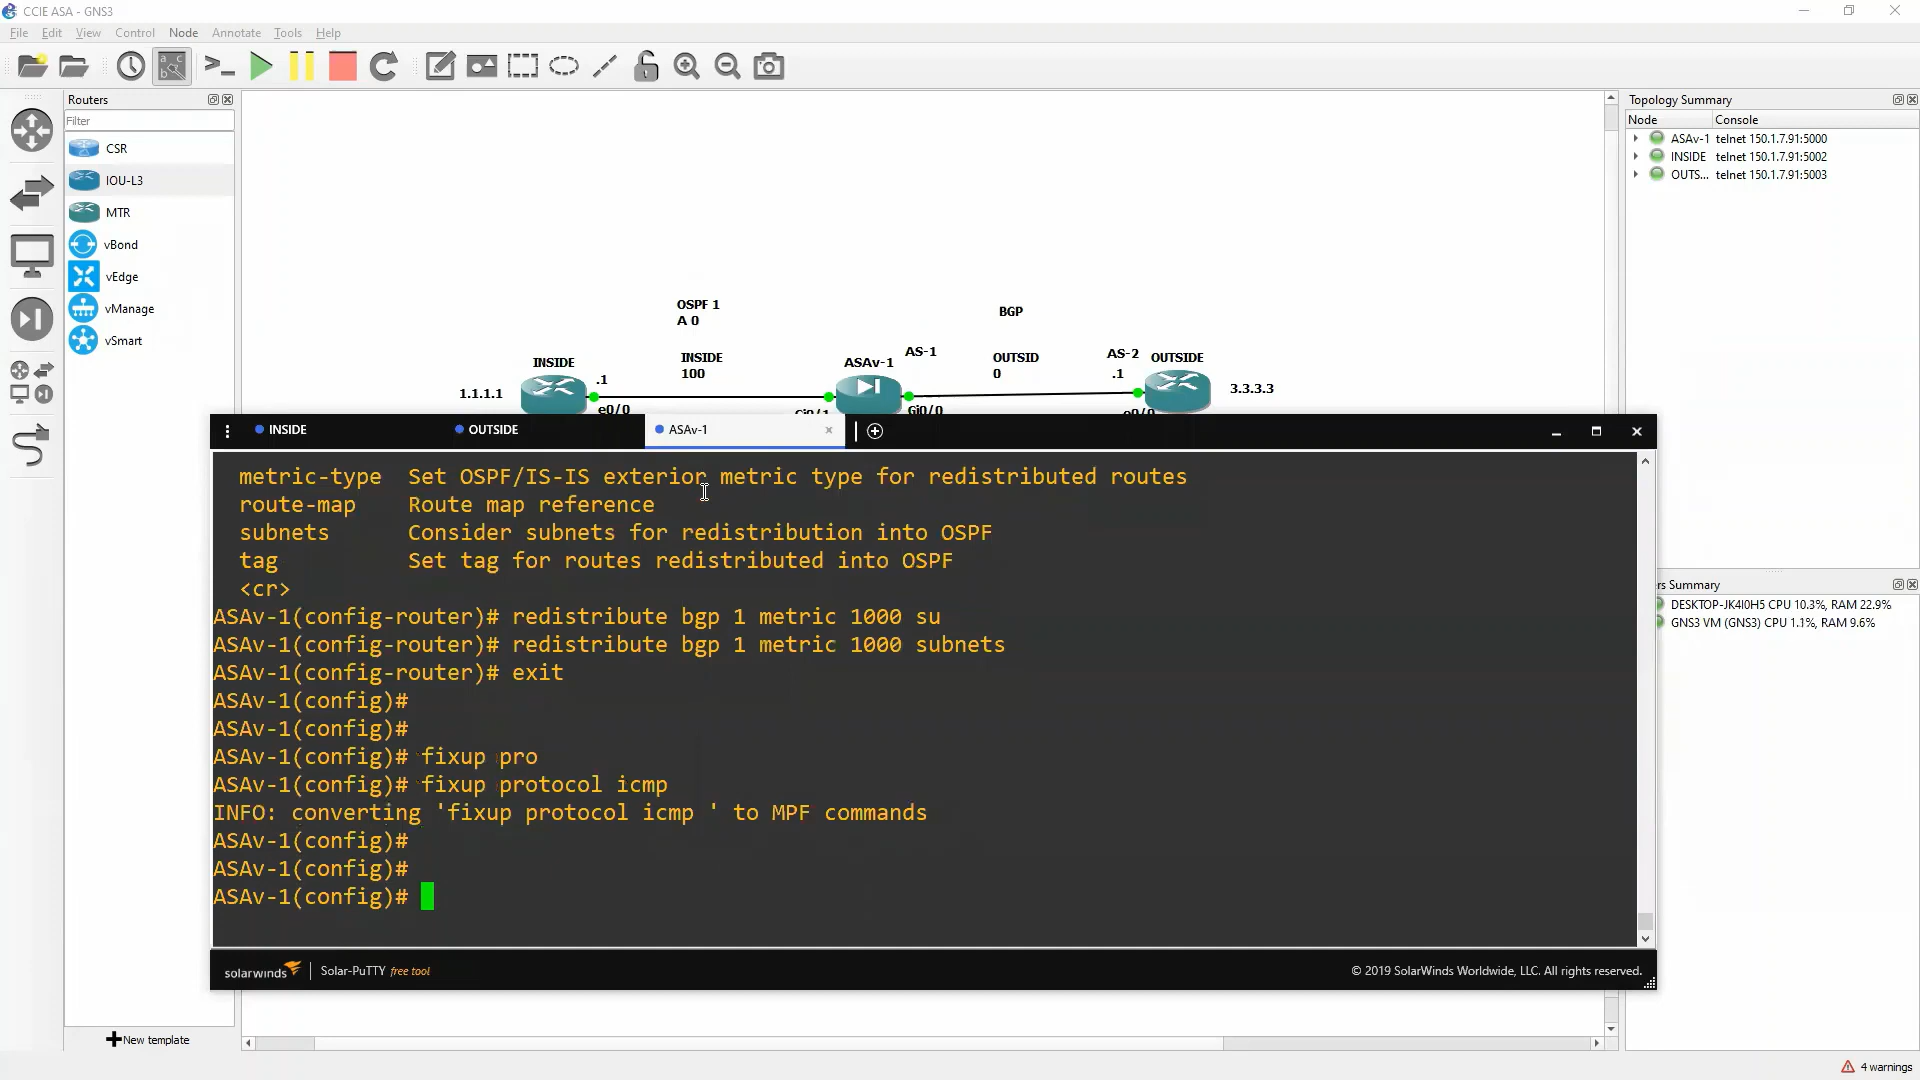 CCIE ASA - GNS3
File Edit View Control Node Annotate Tools Help
Routers
Filter
CSR
IOU-L3
MTR
vBond
vEdge
vManage
vSmart
New template
Topology Summary
Node Console
ASAv-1 telnet 150.1.7.91:5000
INSIDE telnet 150.1.7.91:5002
OUTS... telnet 150.1.7.91:5003
rs Summary
DESKTOP-JK4I0H5 CPU 10.3%, RAM 22.9%
GNS3 VM (GNS3) CPU 1.1%, RAM 9.6%
OSPF 1
A 0
BGP
INSIDE
INSIDE
100
ASAv-1
AS-1
OUTSID
0
AS-2
OUTSIDE
.1
.1
1.1.1.1
3.3.3.3
e0/0
Gi0/1
Gi0/0
e0/0
INSIDE
OUTSIDE
ASAv-1
metric-type Set OSPF/IS-IS exterior metric type for redistributed routes
route-map Route map reference
subnets Consider subnets for redistribution into OSPF
tag Set tag for routes redistributed into OSPF
<cr>
ASAv-1(config-router)# redistribute bgp 1 metric 1000 su
ASAv-1(config-router)# redistribute bgp 1 metric 1000 subnets
ASAv-1(config-router)# exit
ASAv-1(config)#
ASAv-1(config)#
ASAv-1(config)# fixup pro
ASAv-1(config)# fixup protocol icmp
INFO: converting 'fixup protocol icmp ' to MPF commands
ASAv-1(config)#
ASAv-1(config)#
ASAv-1(config)#
solarwinds Solar-PuTTY free tool
© 2019 SolarWinds Worldwide, LLC. All rights reserved.
4 warnings